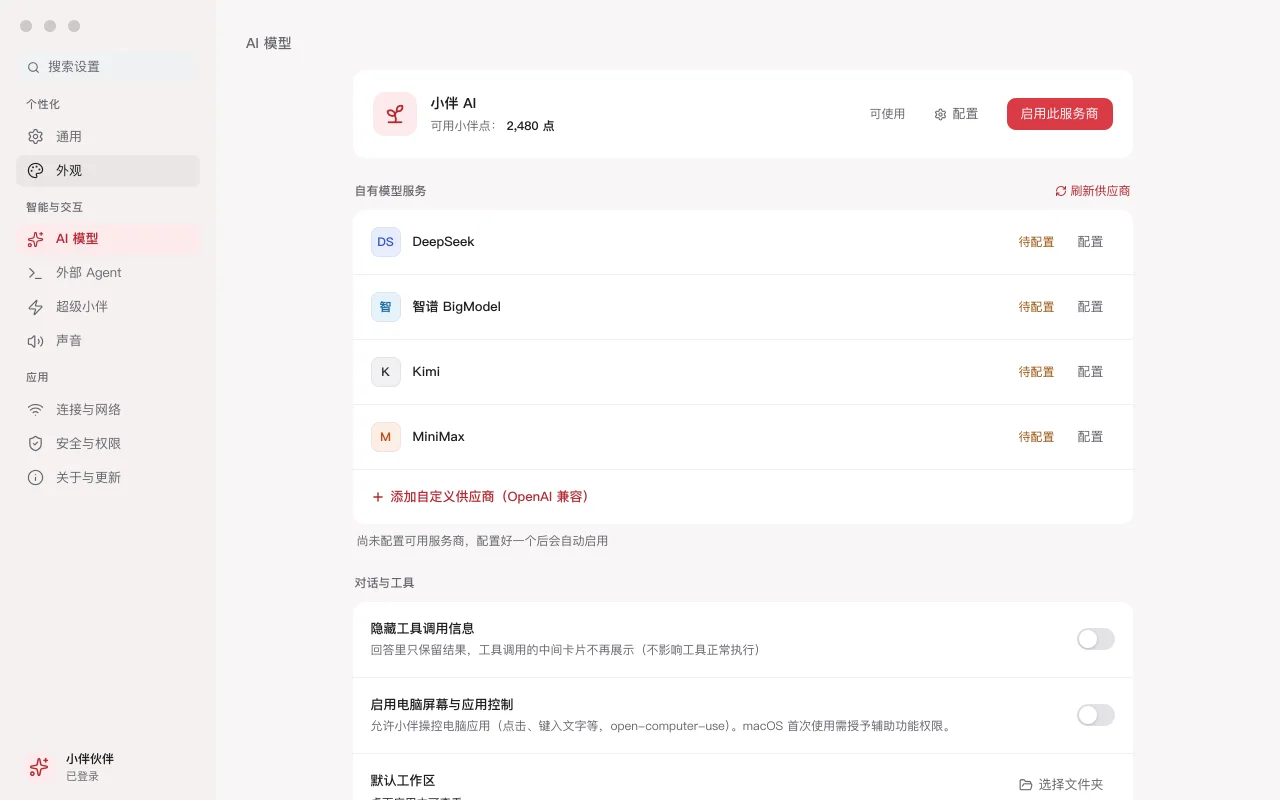 AI 模型
搜索设置
个性化
通用
外观
智能与交互
AI 模型
外部 Agent
超级小伴
声音
应用
连接与网络
安全与权限
关于与更新
小伴伙伴
已登录
小伴 AI
可用小伴点： 2,480 点
可使用
配置
启用此服务商
自有模型服务
刷新供应商
DS DeepSeek 待配置 配置
智 智谱 BigModel 待配置 配置
K Kimi 待配置 配置
M MiniMax 待配置 配置
+ 添加自定义供应商（OpenAI 兼容）
尚未配置可用服务商，配置好一个后会自动启用
对话与工具
隐藏工具调用信息
回答里只保留结果，工具调用的中间卡片不再展示（不影响工具正常执行）
启用电脑屏幕与应用控制
允许小伴操控电脑应用（点击、键入文字等，open-computer-use）。macOS 首次使用需授予辅助功能权限。
默认工作区
选择文件夹